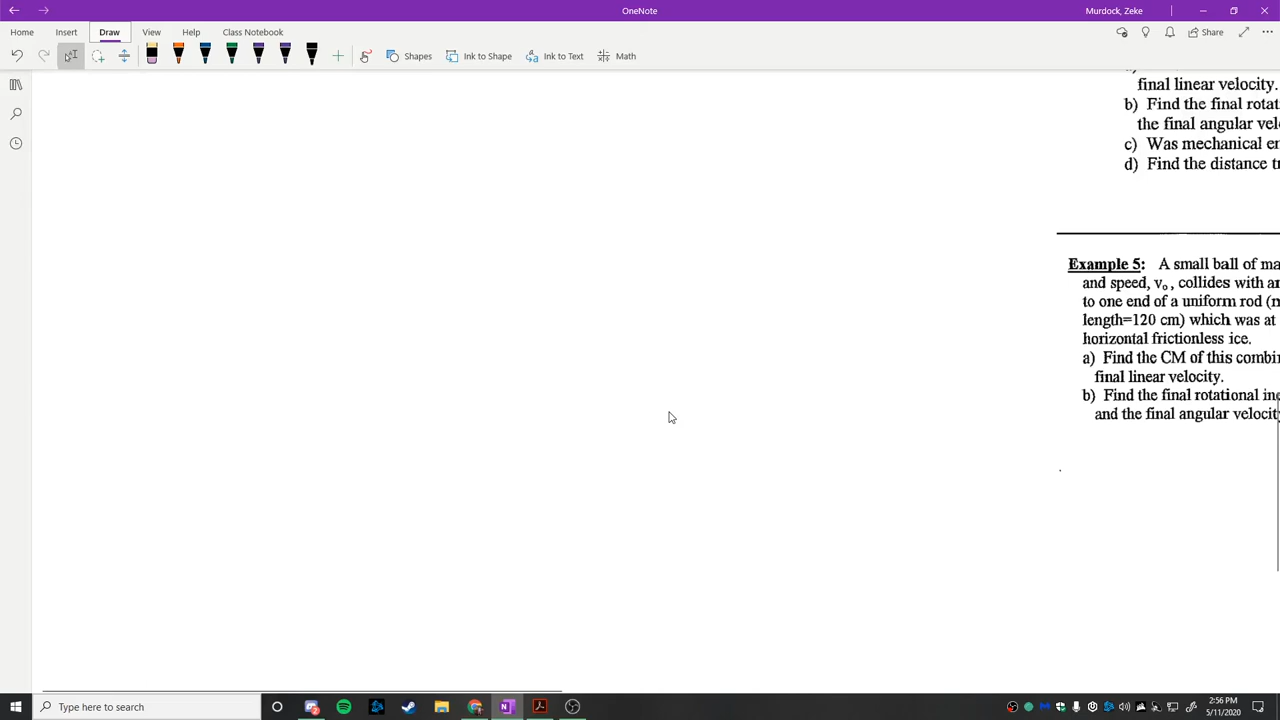 OneNote
Murdock, Zeke
Home Insert Draw View Help Class Notebook
Share
Shapes Ink to Shape Ink to Text Math
final linear velocity.
b) Find the final rotat
the final angular vel
c) Was mechanical en
d) Find the distance t
Example 5: A small ball of ma
and speed, v₀, collides with a
to one end of a uniform rod (m
length=120 cm) which was at
horizontal frictionless ice.
a) Find the CM of this combi
final linear velocity.
b) Find the final rotational ine
and the final angular velocit
Type here to search
2:56 PM
5/11/2020